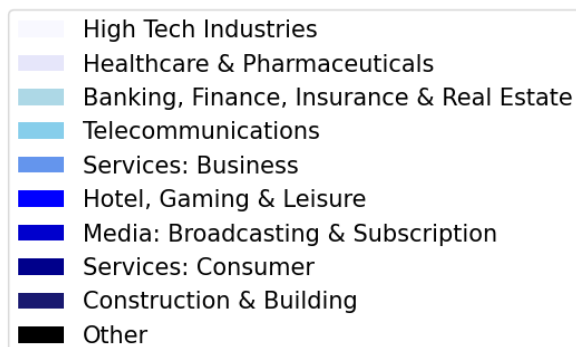 High Tech Industries
Healthcare & Pharmaceuticals
Banking, Finance, Insurance & Real Estate
Telecommunications
Services: Business
Hotel, Gaming & Leisure
Media: Broadcasting & Subscription
Services: Consumer
Construction & Building
Other